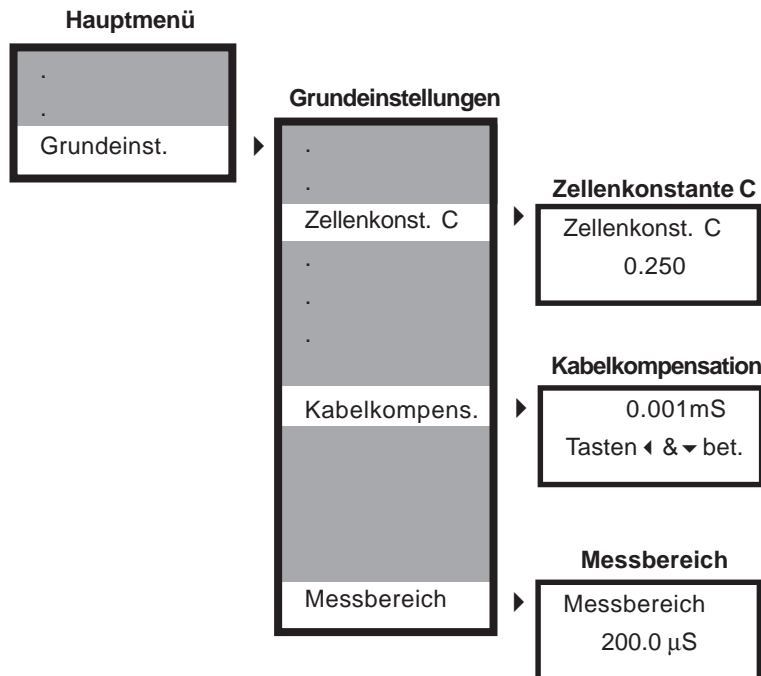 Hauptmenü
.
.
Grundeinst.
Grundeinstellungen
.
.
Zellenkonst. C
.
.
.
Kabelkompens.
Messbereich
Zellenkonstante C
Zellenkonst. C
0.250
Kabelkompensation
0.001mS
Tasten ◂ & ▾ bet.
Messbereich
Messbereich
200.0 µS